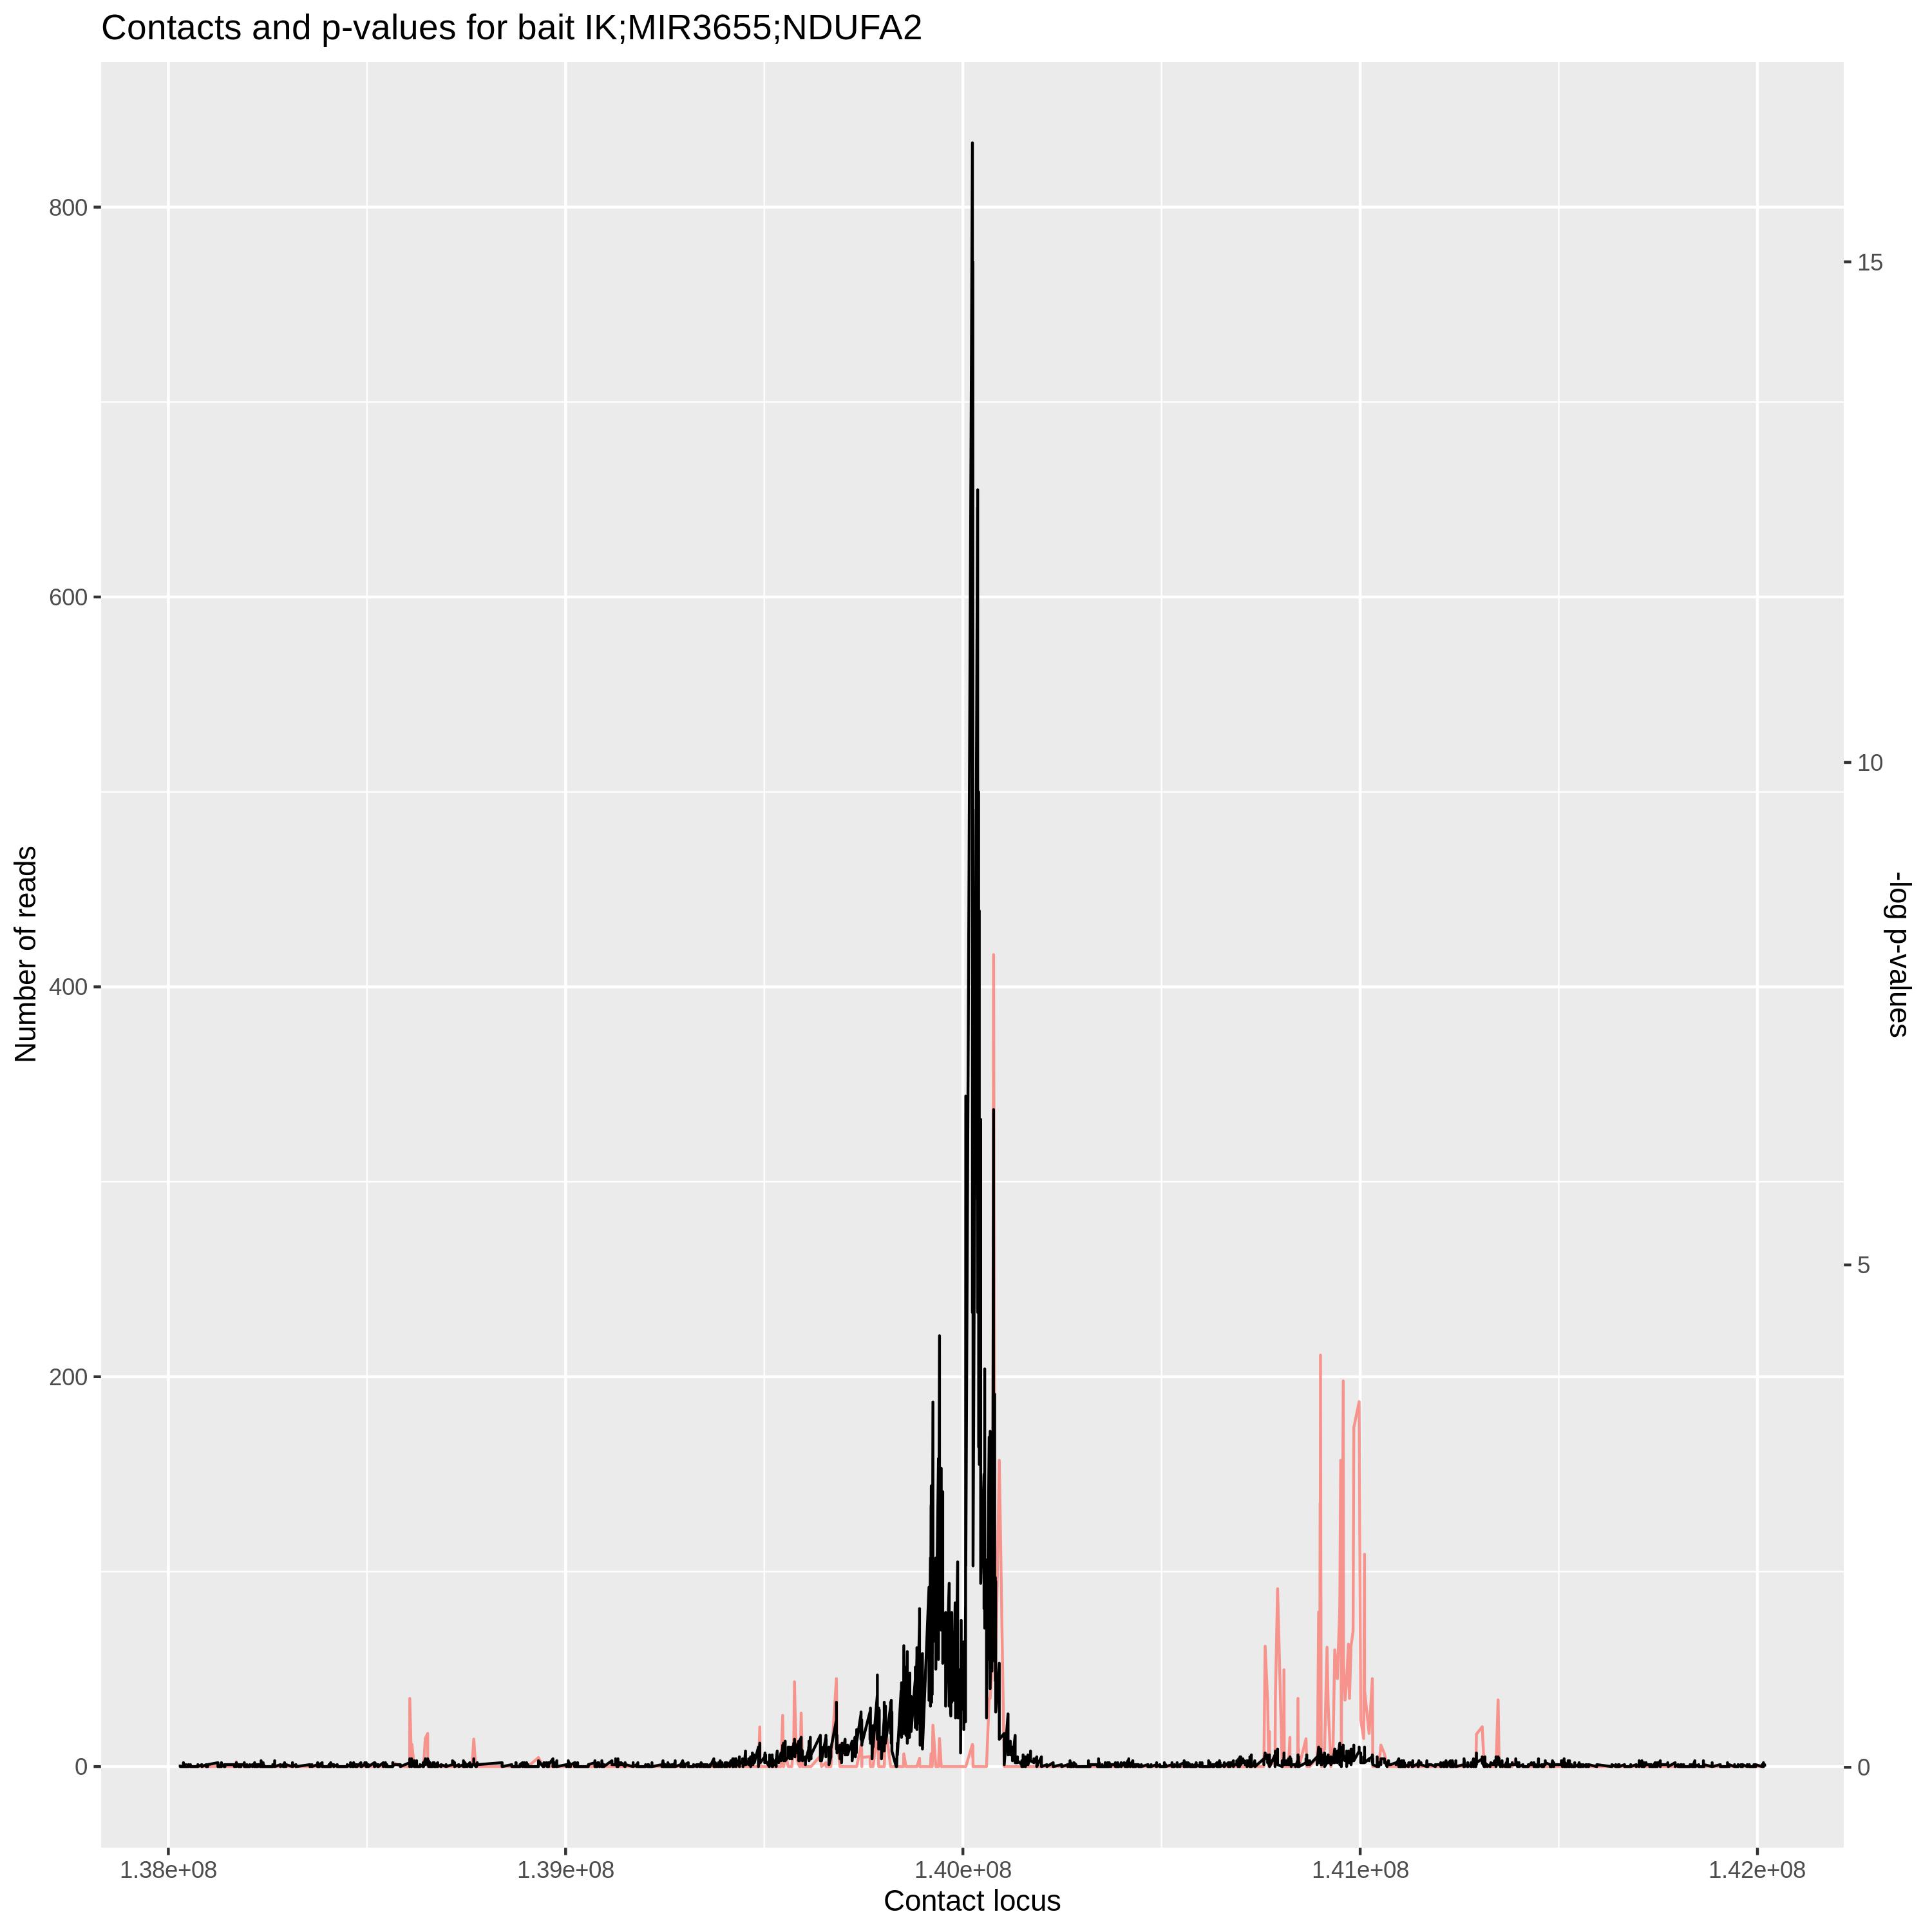 Contacts and p-values for bait IK;MIR3655;NDUFA2
800
600
400
200
0
Number of reads
15
10
5
0
-log p-values
1.38e+08
1.39e+08
1.40e+08
1.41e+08
1.42e+08
Contact locus